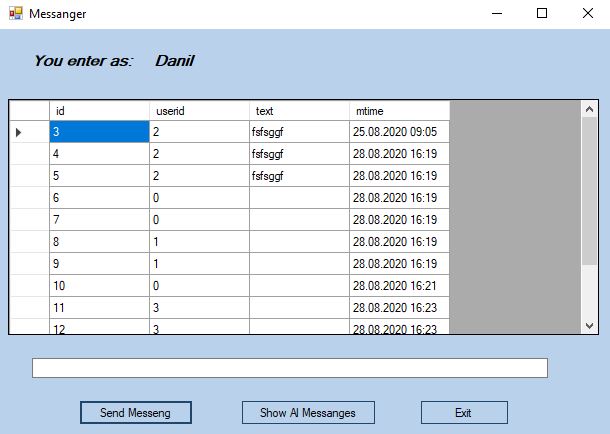 Messanger
You enter as: Danil
id userid text mtime
3 2 fsfsggf 25.08.2020 09:05
4 2 fsfsggf 28.08.2020 16:19
5 2 fsfsggf 28.08.2020 16:19
6 0 28.08.2020 16:19
7 0 28.08.2020 16:19
8 1 28.08.2020 16:19
9 1 28.08.2020 16:19
10 0 28.08.2020 16:21
11 3 28.08.2020 16:23
12 3 28.08.2020 16:23
Send Messeng Show Al Messanges Exit